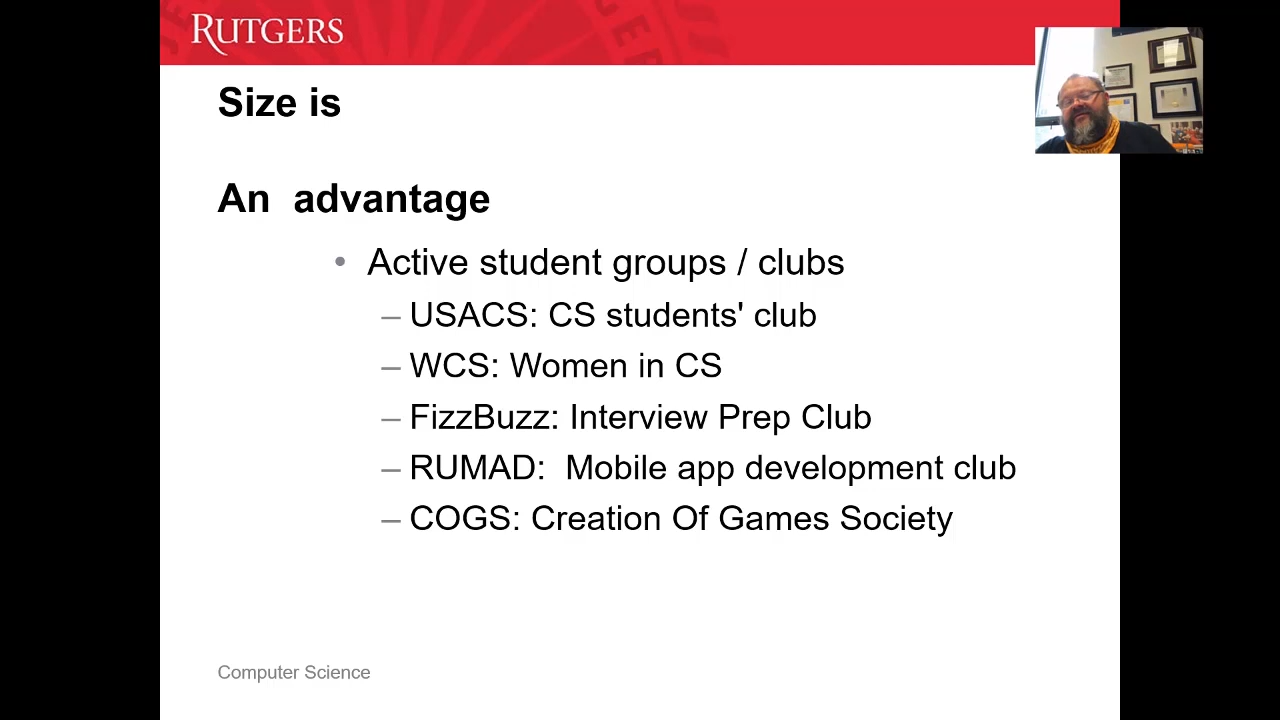 RUTGERS
Size is
An advantage
• Active student groups / clubs
– USACS: CS students' club
– WCS: Women in CS
– FizzBuzz: Interview Prep Club
– RUMAD: Mobile app development club
– COGS: Creation Of Games Society
Computer Science